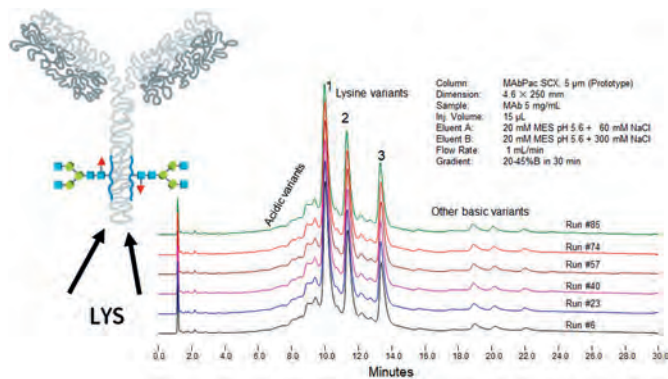 LYS
1
Lysine variants
2
3
Acidic variants
Other basic variants
Column: MAbPac SCX, 5 µm (Prototype)
Dimension: 4.6 × 250 mm
Sample: MAb 5 mg/mL
Inj. Volume: 15 µL
Eluent A: 20 mM MES pH 5.6 + 60 mM NaCl
Eluent B: 20 mM MES pH 5.6 + 300 mM NaCl
Flow Rate: 1 mL/min
Gradient: 20-45%B in 30 min
Run #85
Run #74
Run #57
Run #40
Run #23
Run #6
0.0 2.0 4.0 6.0 8.0 10.0 12.0 14.0 16.0 18.0 20.0 22.0 24.0 26.0 28.0 30.0
Minutes